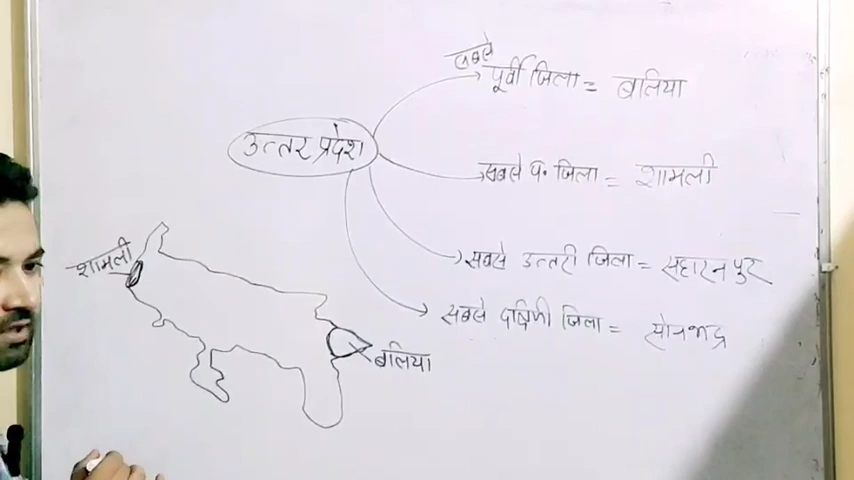 सबसे
पूर्वी जिला = बलिया
उत्तर प्रदेश
सबसे प॰ जिला = शामली
शामली
सबसे उत्तरी जिला = सहारनपुर
सबसे दक्षिणी जिला = सोनभद्र
बलिया